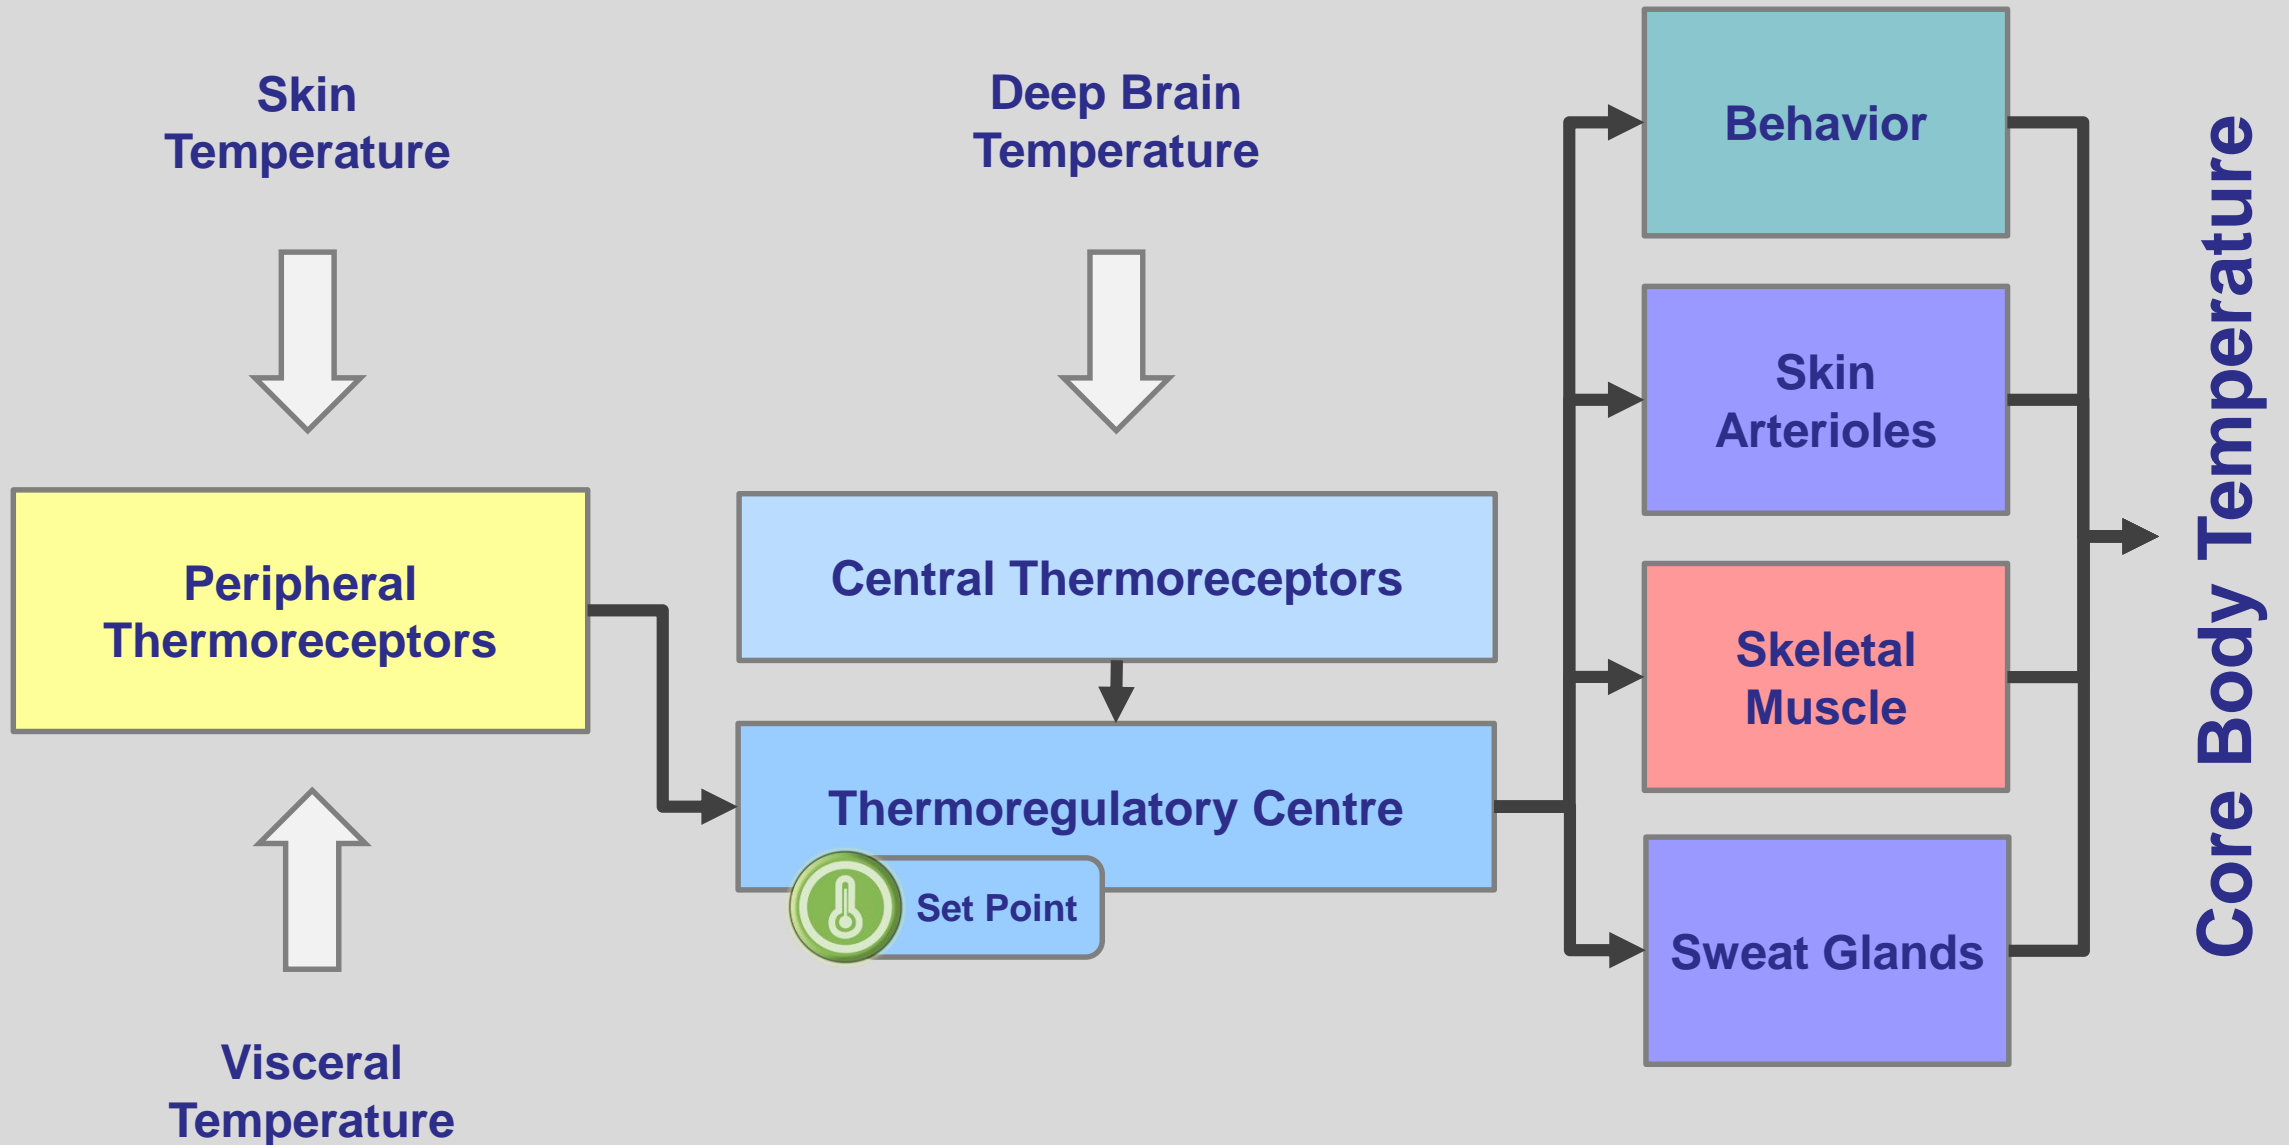 Skin
Temperature
Deep Brain
Temperature
Behavior
Skin
Arterioles
Peripheral
Thermoreceptors
Central Thermoreceptors
Skeletal
Muscle
Thermoregulatory Centre
Set Point
Sweat Glands
Visceral
Temperature
Core Body Temperature